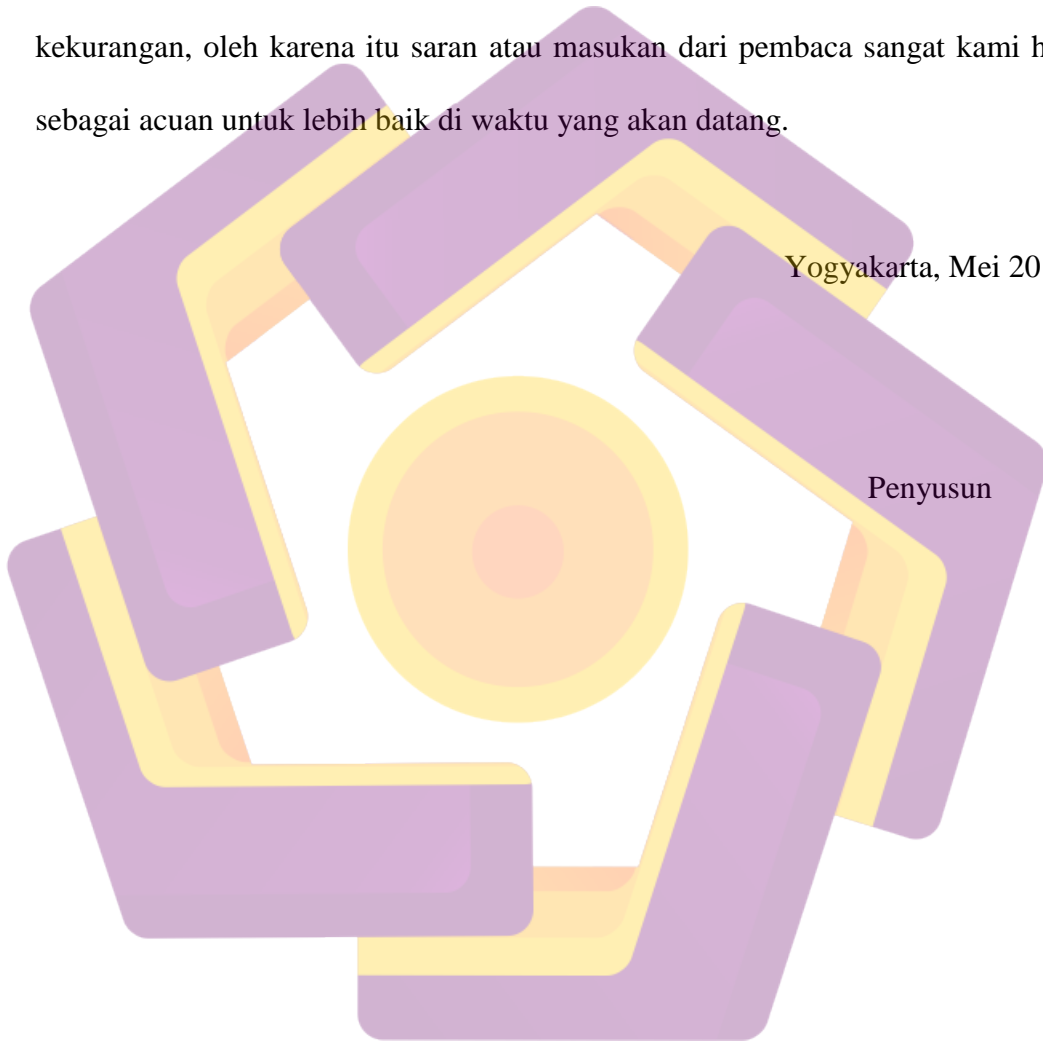 kekurangan, oleh karena itu saran atau masukan dari pembaca sangat kami h
sebagai acuan untuk lebih baik di waktu yang akan datang.
Yogyakarta, Mei 20
Penyusun